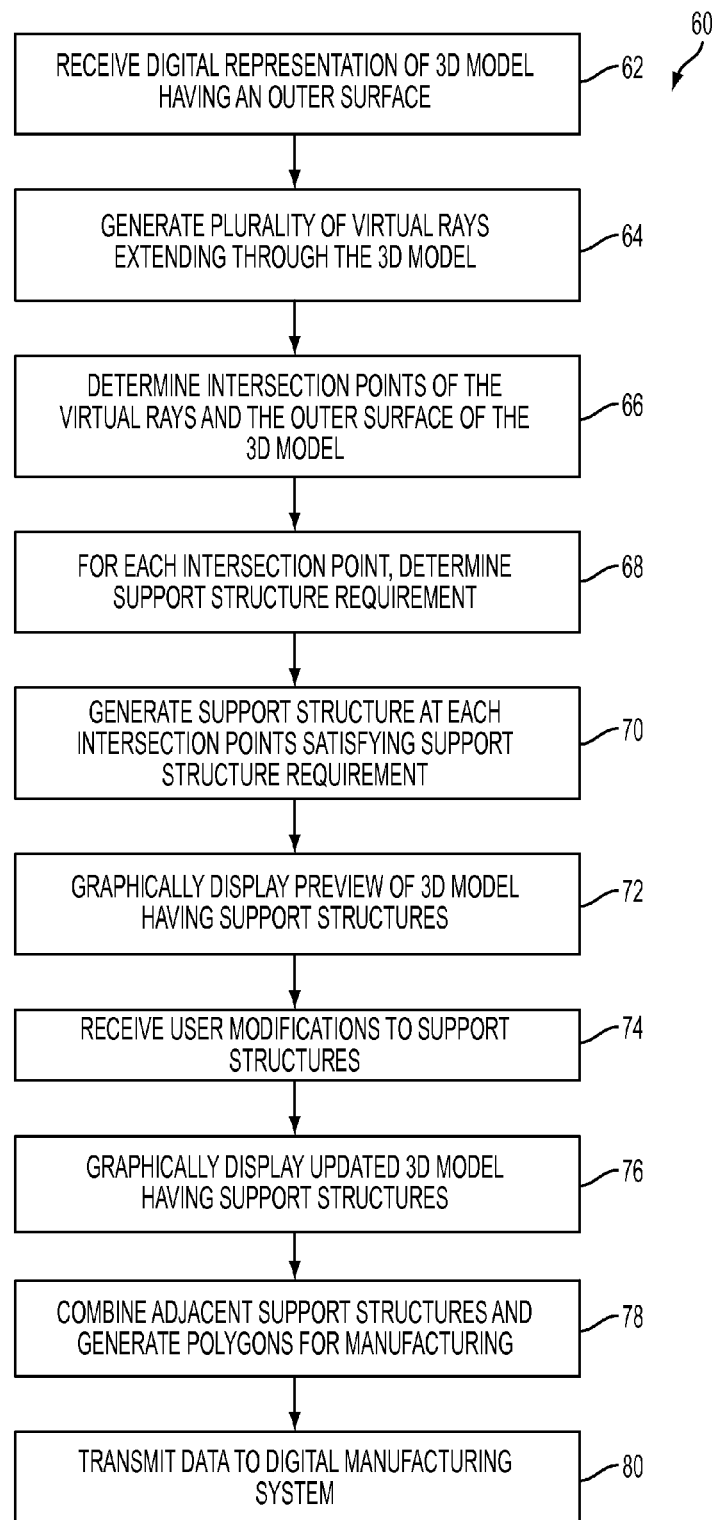 60
RECEIVE DIGITAL REPRESENTATION OF 3D MODEL
HAVING AN OUTER SURFACE
62
GENERATE PLURALITY OF VIRTUAL RAYS
EXTENDING THROUGH THE 3D MODEL
64
DETERMINE INTERSECTION POINTS OF THE
VIRTUAL RAYS AND THE OUTER SURFACE OF THE
3D MODEL
66
FOR EACH INTERSECTION POINT, DETERMINE
SUPPORT STRUCTURE REQUIREMENT
68
GENERATE SUPPORT STRUCTURE AT EACH
INTERSECTION POINTS SATISFYING SUPPORT
STRUCTURE REQUIREMENT
70
GRAPHICALLY DISPLAY PREVIEW OF 3D MODEL
HAVING SUPPORT STRUCTURES
72
RECEIVE USER MODIFICATIONS TO SUPPORT
STRUCTURES
74
GRAPHICALLY DISPLAY UPDATED 3D MODEL
HAVING SUPPORT STRUCTURES
76
COMBINE ADJACENT SUPPORT STRUCTURES AND
GENERATE POLYGONS FOR MANUFACTURING
78
TRANSMIT DATA TO DIGITAL MANUFACTURING
SYSTEM
80